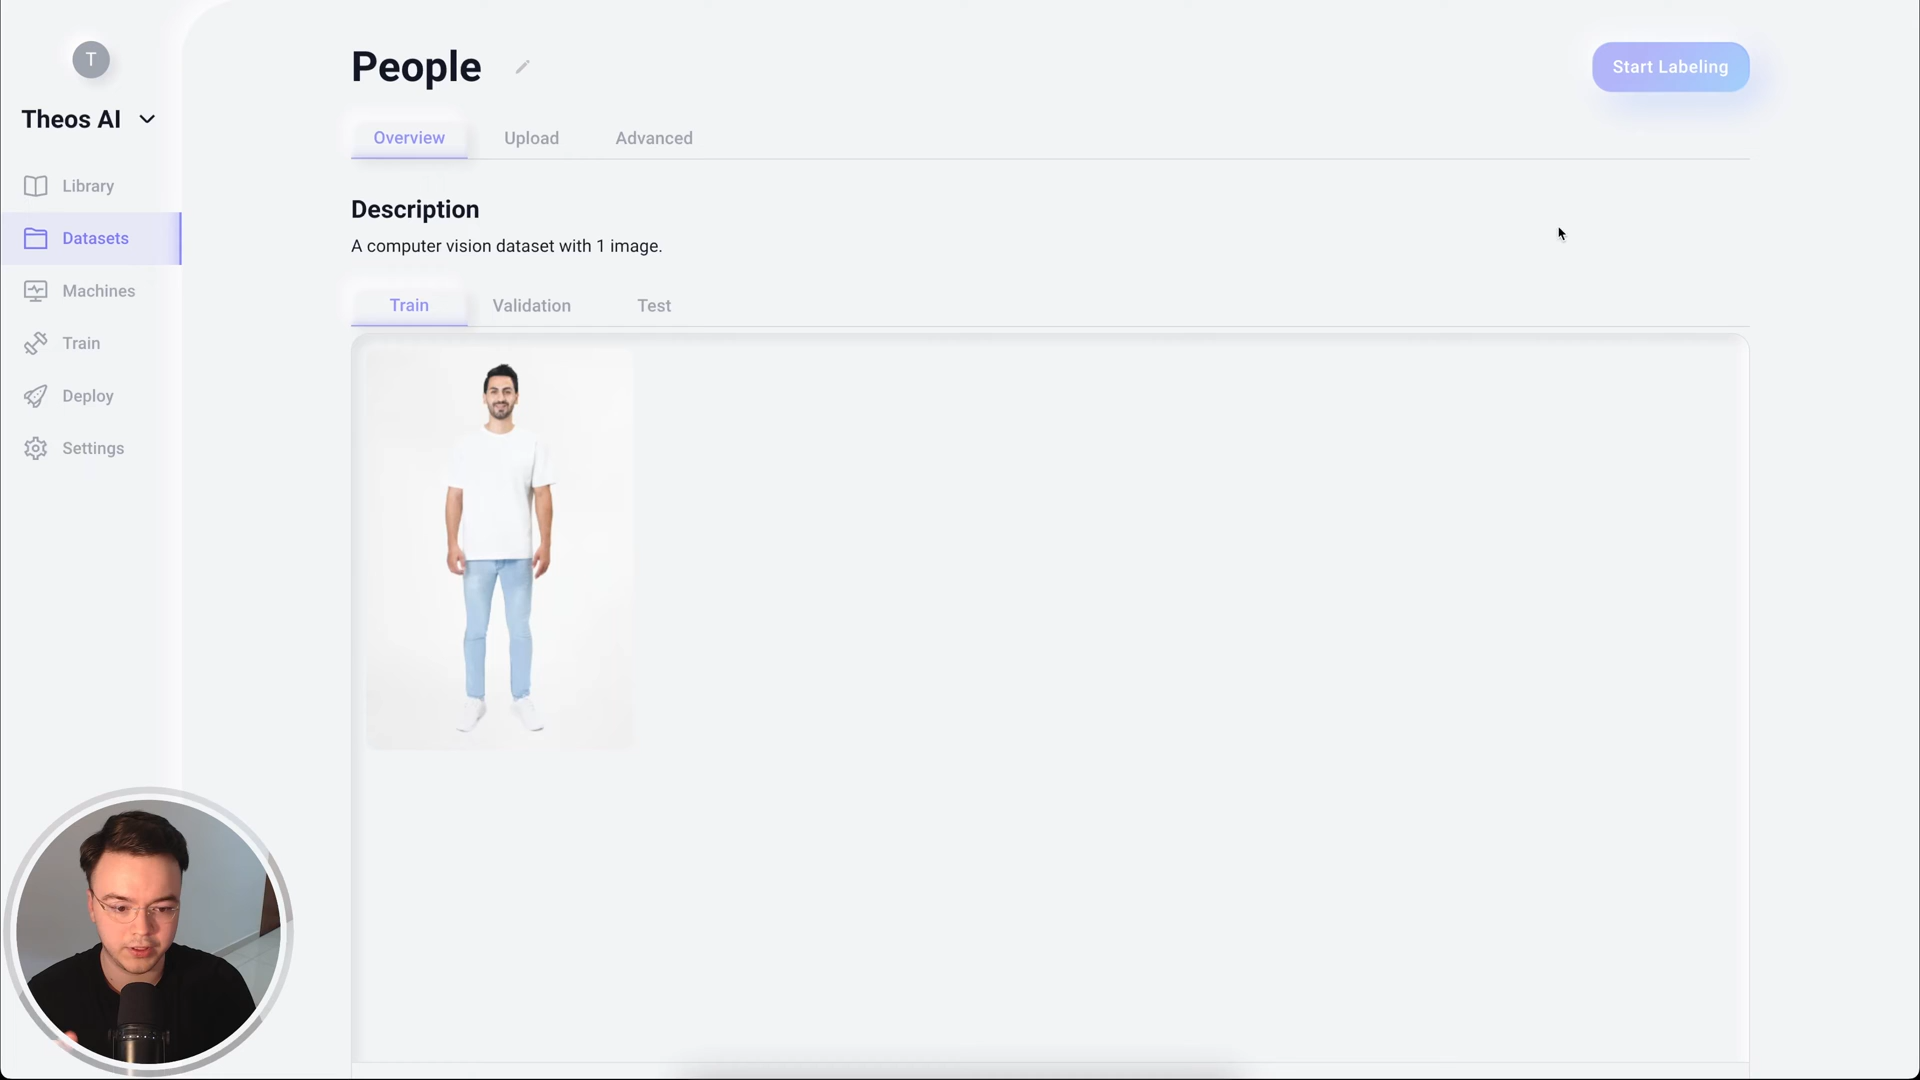 T
Theos AI
Library
Datasets
Machines
Train
Deploy
Settings
People
Start Labeling
Overview
Upload
Advanced
Description
A computer vision dataset with 1 image.
Train
Validation
Test